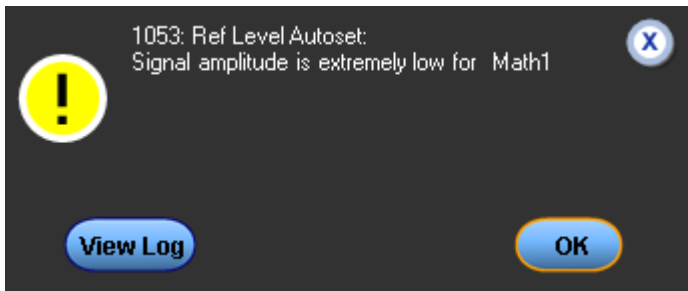 1053: Ref Level Autoset:
Signal amplitude is extremely low for Math1
X
!
View Log
OK